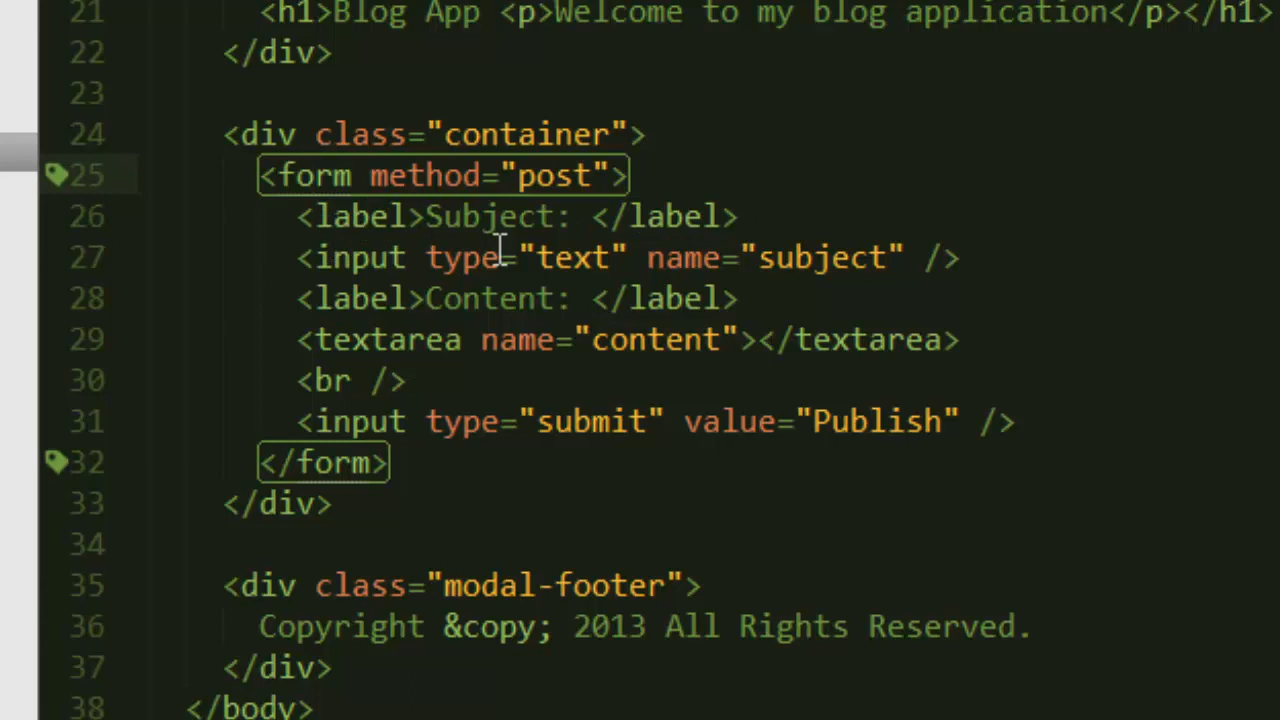 21 <h1>Blog App <p>Welcome to my blog application</p></h1>
22 </div>
23
24 <div class="container">
25 <form method="post">
26 <label>Subject: </label>
27 <input type="text" name="subject" />
28 <label>Content: </label>
29 <textarea name="content"></textarea>
30 <br />
31 <input type="submit" value="Publish" />
32 </form>
33 </div>
34
35 <div class="modal-footer">
36 Copyright &copy; 2013 All Rights Reserved.
37 </div>
38 </body>